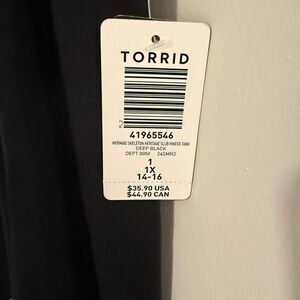 TORRID
41965546
MERMAID SKELETON HERITAGE SLUB HINECK TANK
DEEP BLACK
DEPT 0050 24SMR3
1
1X
14-16
$35.90 USA
$44.90 CAN